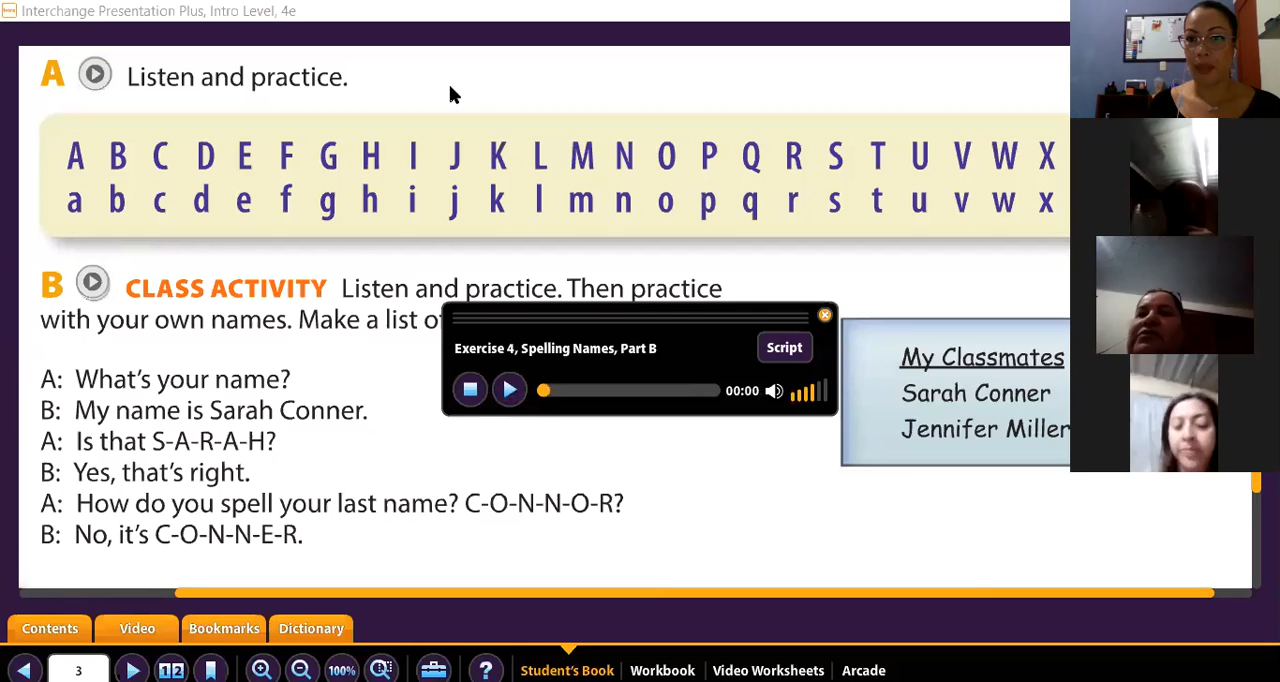 Interchange Presentation Plus, Intro Level, 4e
A Listen and practice.
A B C D E F G H I J K L M N O P Q R S T U V W X
a b c d e f g h i j k l m n o p q r s t u v w x
B CLASS ACTIVITY Listen and practice. Then practice
with your own names. Make a list of
Exercise 4, Spelling Names, Part B
Script
00:00
My Classmates
Sarah Conner
Jennifer Miller
A: What's your name?
B: My name is Sarah Conner.
A: Is that S-A-R-A-H?
B: Yes, that's right.
A: How do you spell your last name? C-O-N-N-O-R?
B: No, it's C-O-N-N-E-R.
Contents Video Bookmarks Dictionary
3 12 100% ? Student's Book Workbook Video Worksheets Arcade